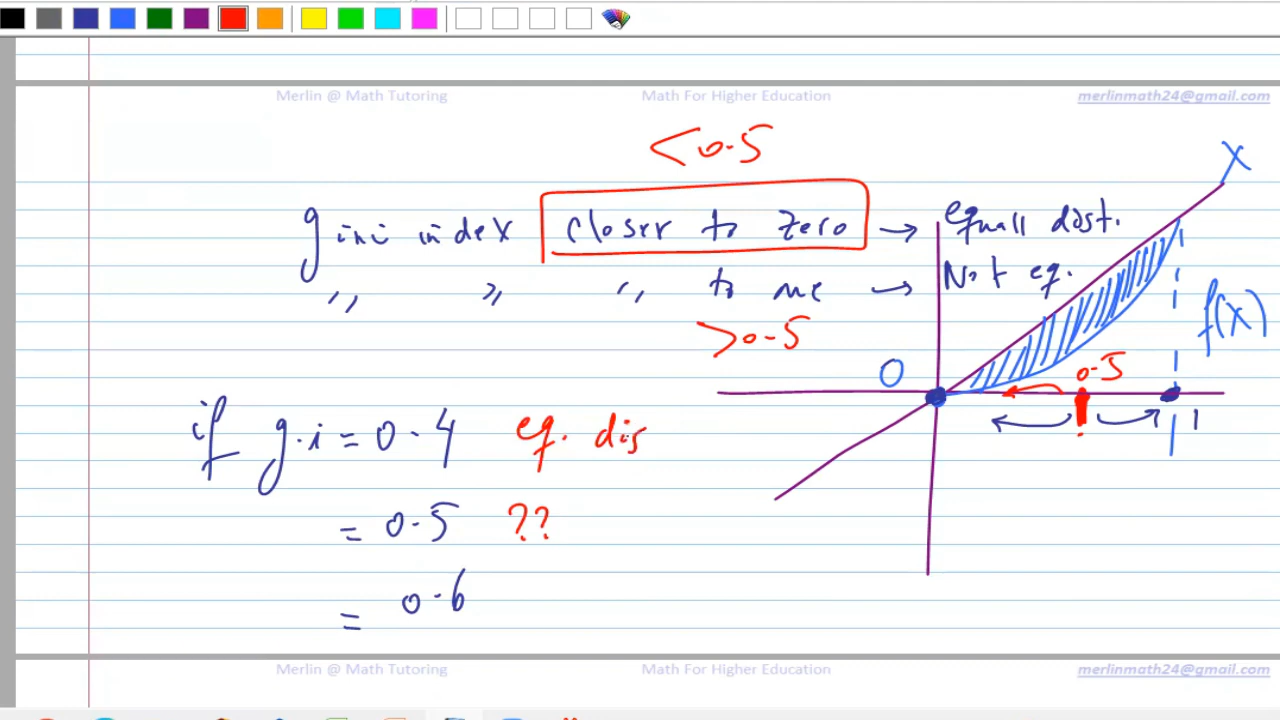 Merlin @ Math Tutoring Math For Higher Education merlinmath24@gmail.com
<0.5
X
gini index closer to zero → equall dist.
,, ,, ,, to one → Not eq.
>0.5
f(x)
0
0.5
1
if g.i = 0.4 eq. dis
= 0.5 ??
= 0.6
Merlin @ Math Tutoring Math For Higher Education merlinmath24@gmail.com